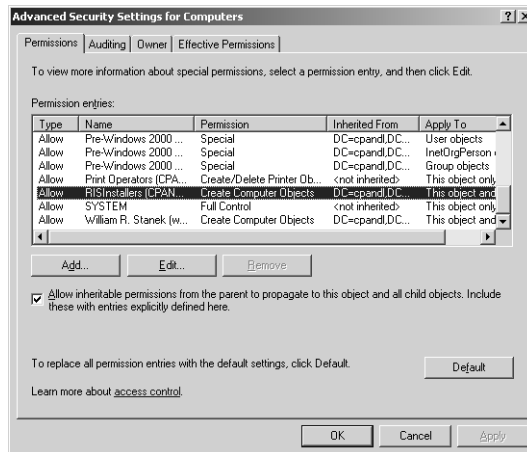 Advanced Security Settings for Computers
Permissions Auditing Owner Effective Permissions
To view more information about special permissions, select a permission entry, and then click Edit.
Permission entries:
Type Name Permission Inherited From Apply To
Allow Pre-Windows 2000 ... Special DC=cpandl,DC... User objects
Allow Pre-Windows 2000 ... Special DC=cpandl,DC... InetOrgPerson
Allow Pre-Windows 2000 ... Special DC=cpandl,DC... Group objects
Allow Print Operators (CPA... Create/Delete Printer Ob... <not inherited> This object only
Allow RISInstallers (CPAN... Create Computer Objects DC=cpandl,DC... This object and
Allow SYSTEM Full Control <not inherited> This object only
Allow William R. Stanek (w... Create Computer Objects DC=cpandl,DC... This object and
Add... Edit... Remove
Allow inheritable permissions from the parent to propagate to this object and all child objects. Include
these with entries explicitly defined here.
To replace all permission entries with the default settings, click Default.
Default
Learn more about access control.
OK Cancel Apply